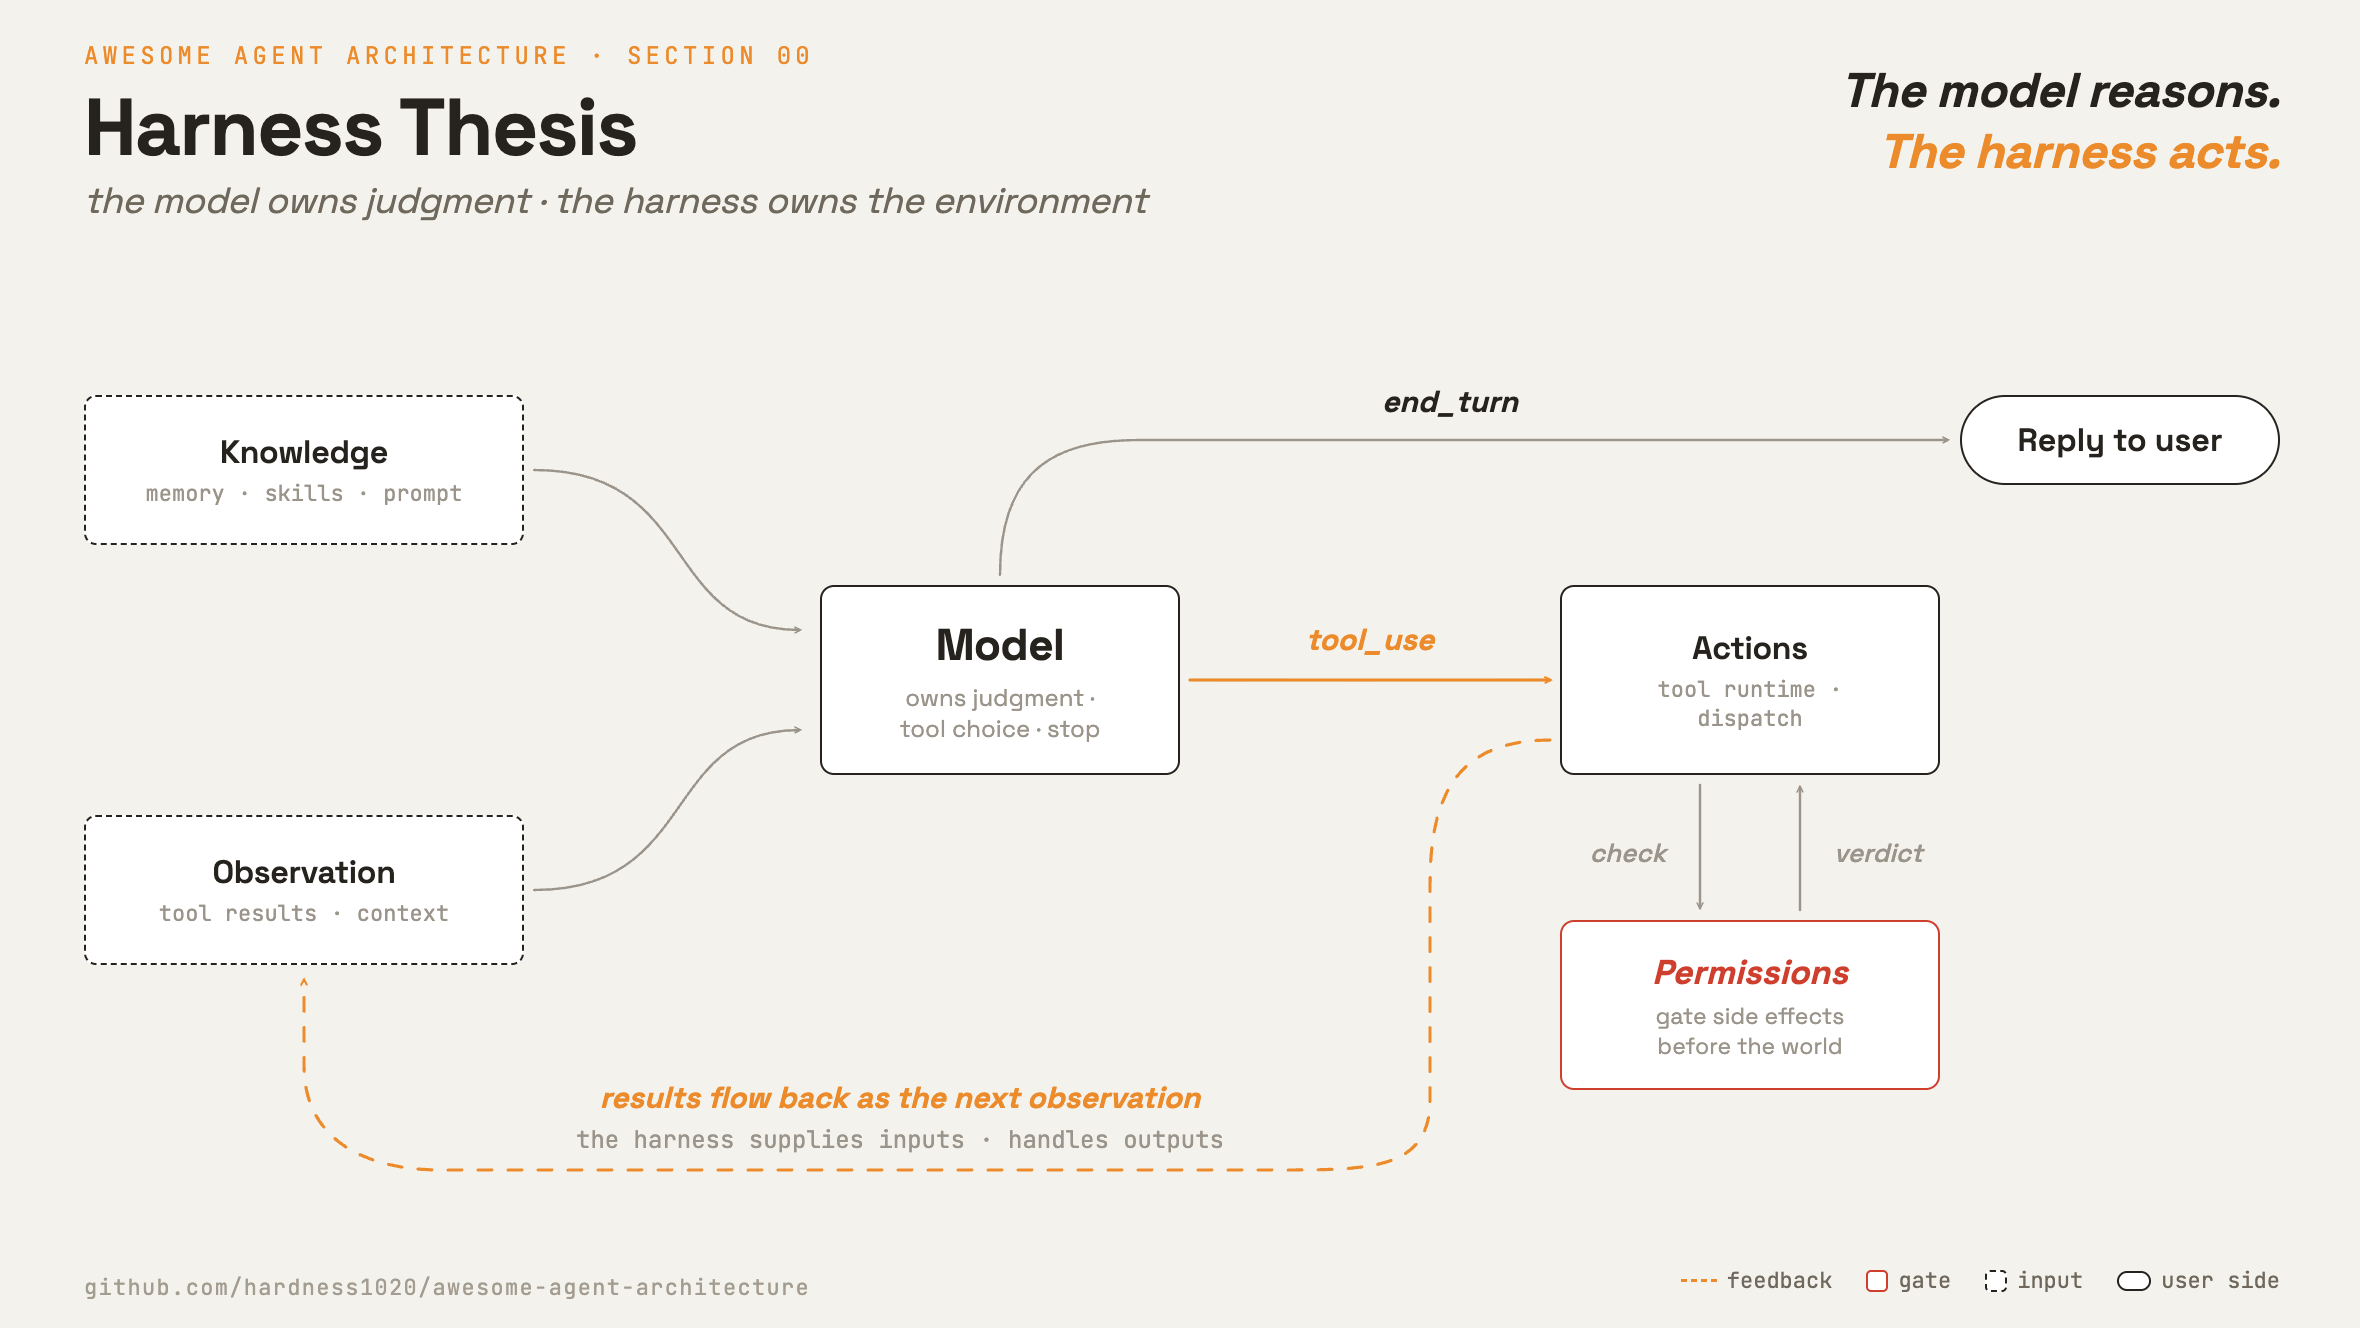 AWESOME AGENT ARCHITECTURE · SECTION 00
Harness Thesis
the model owns judgment · the harness owns the environment
The model reasons.
The harness acts.
Knowledge
memory · skills · prompt
end_turn
Reply to user
Model
owns judgment ·
tool choice · stop
tool_use
Actions
tool runtime ·
dispatch
Observation
tool results · context
check
verdict
Permissions
gate side effects
before the world
results flow back as the next observation
the harness supplies inputs · handles outputs
github.com/hardness1020/awesome-agent-architecture
feedback
gate
input
user side